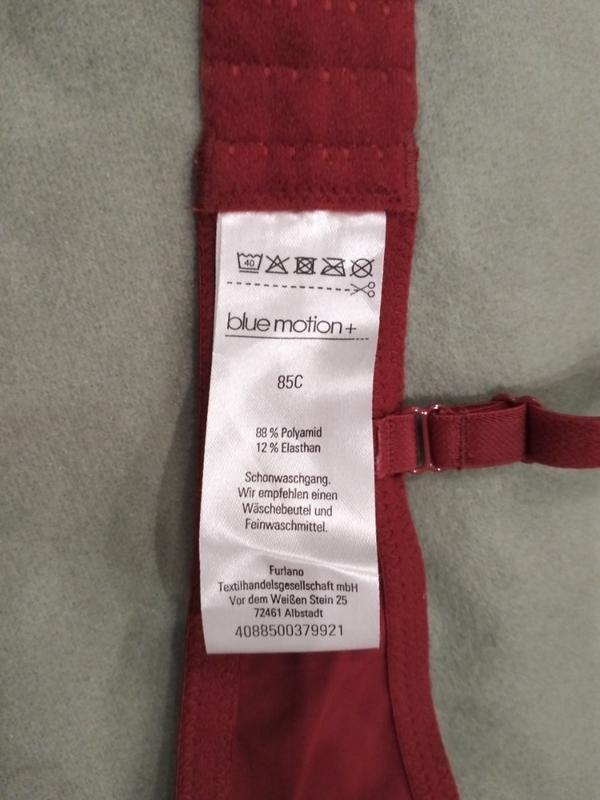 40
blue motion+
85C
88 % Polyamid
12 % Elasthan
Schonwaschgang.
Wir empfehlen einen
Wäschebeutel und
Feinwaschmittel.
Furlano
Textilhandelsgesellschaft mbH
Vor dem Weißen Stein 25
72461 Albstadt
4088500379921